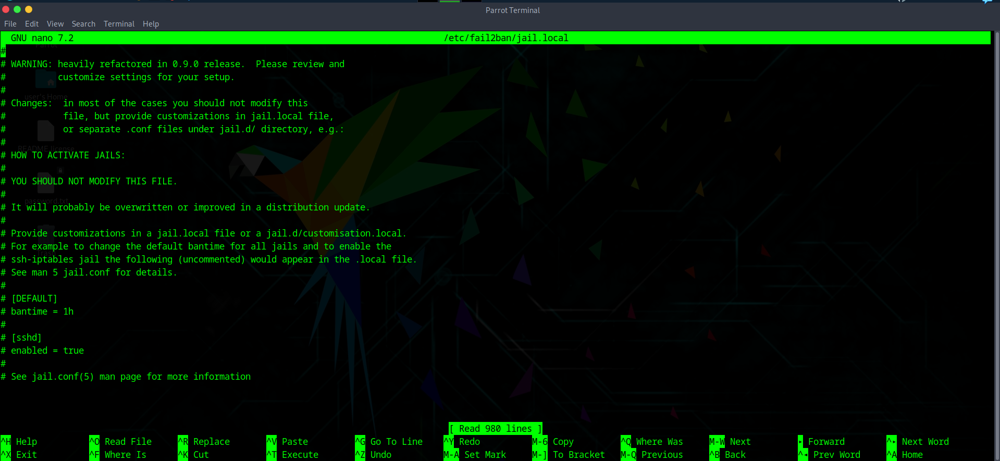 Parrot Terminal
File Edit View Search Terminal Help
GNU nano 7.2 /etc/fail2ban/jail.local
#
# WARNING: heavily refactored in 0.9.0 release.  Please review and
#          customize settings for your setup.
#
# Changes:  in most of the cases you should not modify this
#           file, but provide customizations in jail.local file,
#           or separate .conf files under jail.d/ directory, e.g.:
#
# HOW TO ACTIVATE JAILS:
#
# YOU SHOULD NOT MODIFY THIS FILE.
#
# It will probably be overwritten or improved in a distribution update.
#
# Provide customizations in a jail.local file or a jail.d/customisation.local.
# For example to change the default bantime for all jails and to enable the
# ssh-iptables jail the following (uncommented) would appear in the .local file.
# See man 5 jail.conf for details.
#
# [DEFAULT]
# bantime = 1h
#
# [sshd]
# enabled = true
#
# See jail.conf(5) man page for more information
Parrot
user's Home
README.license
password.txt
Trash
[ Read 980 lines ]
^H Help ^O Read File ^R Replace ^V Paste ^G Go To Line ^Y Redo M-6 Copy ^Q Where Was M-W Next ▸ Forward ^▸ Next Word
^X Exit ^F Where Is ^K Cut ^T Execute ^Z Undo M-A Set Mark M-] To Bracket M-Q Previous ^B Back ^◂ Prev Word ^A Home